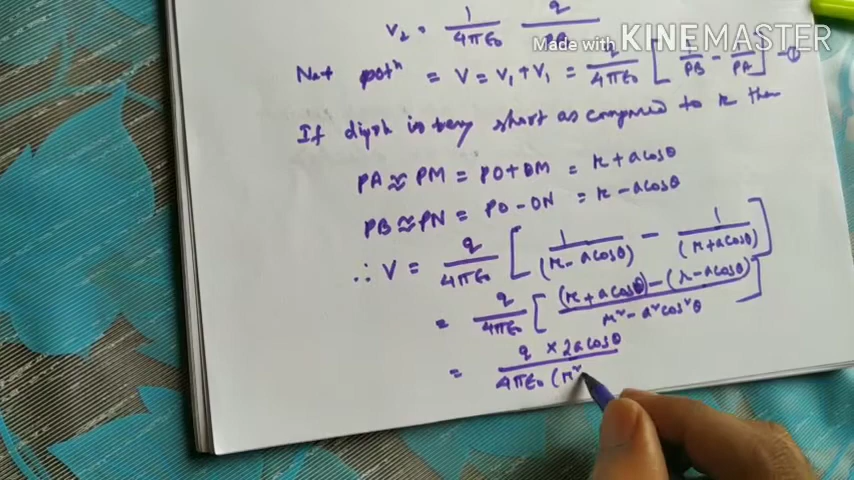 V₂ = 1/4πε₀ q/PB
Made with KINEMASTER
Net potⁿ = V = V₁ + V₁ = q/4πε₀ [1/PB − 1/PA] −①
If dipole is very short as compared to r then
PA ≅ PM = PO + OM = r + a cosθ
PB ≅ PN = PO − ON = r − a cosθ
∴ V = q/4πε₀ [1/(r − a cosθ) − 1/(r + a cosθ)]
= q/4πε₀ [(r + a cosθ) − (r − a cosθ)/r² − a² cos²θ]
= q × 2a cosθ/4πε₀ (r²